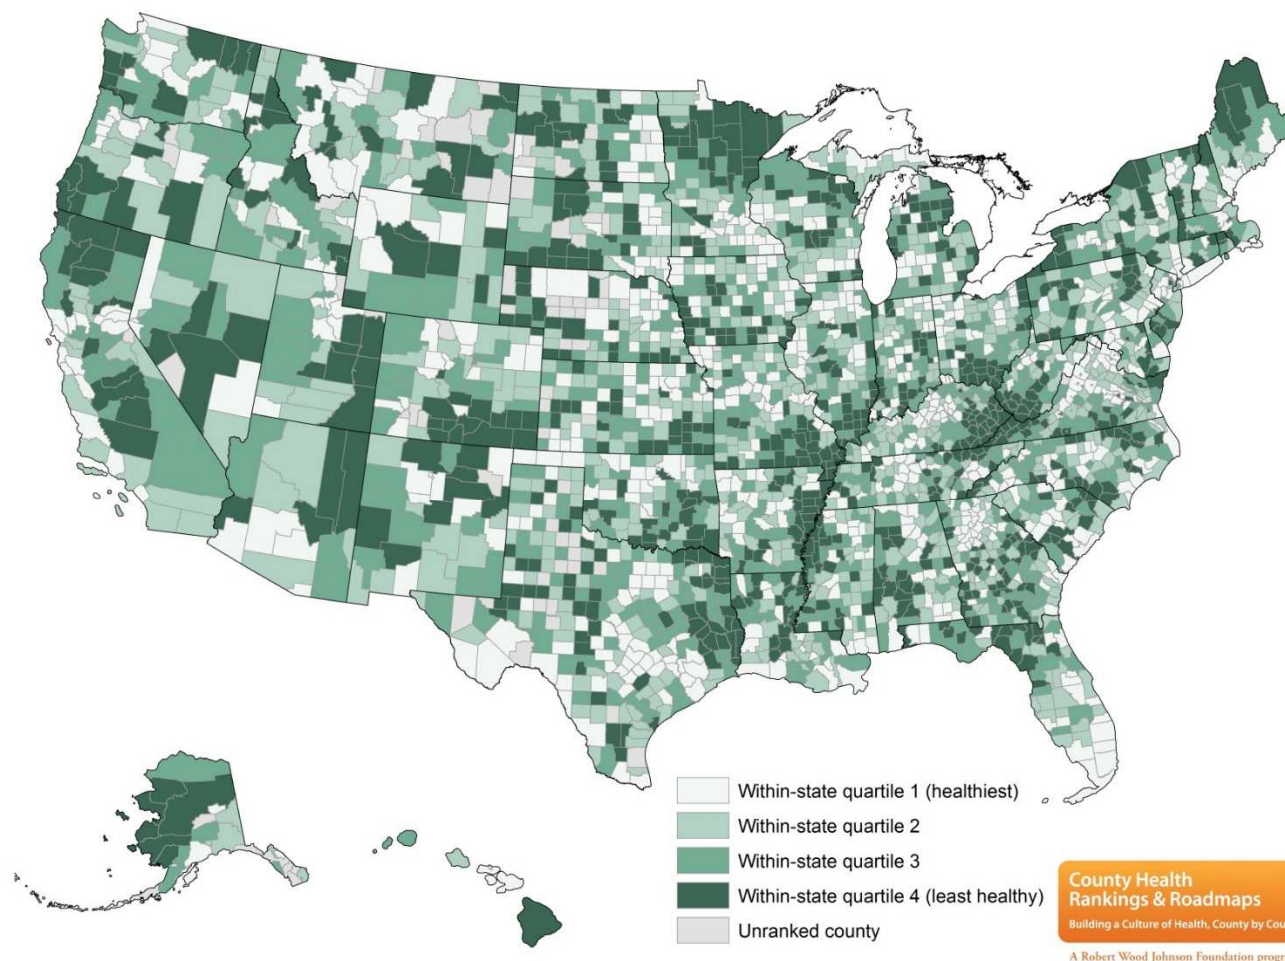 Within-state quartile 1 (healthiest)
Within-state quartile 2
Within-state quartile 3
Within-state quartile 4 (least healthy)
Unranked county
County Health
Rankings & Roadmaps
Building a Culture of Health, County by Cou
A Robert Wood Johnson Foundation progr